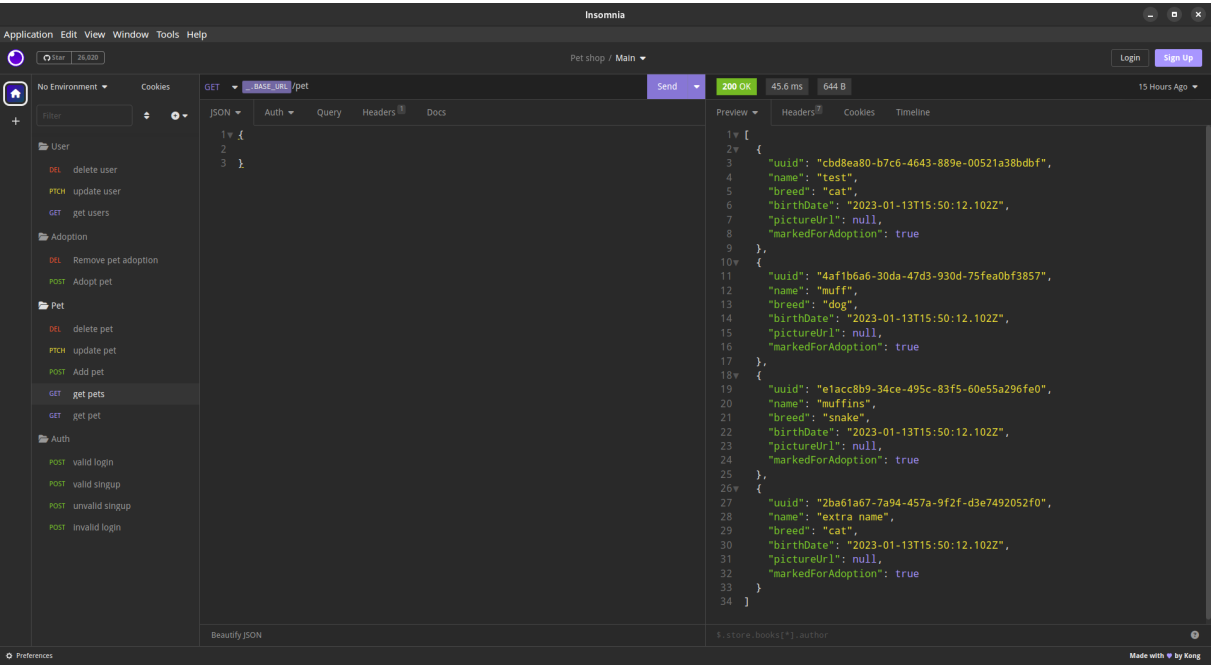 Insomnia
Application Edit View Window Tools Help
Star 26,020
Pet shop / Main
Login Sign Up
No Environment Cookies
Filter
User
DEL delete user
PTCH update user
GET get users
Adoption
DEL Remove pet adoption
POST Adopt pet
Pet
DEL delete pet
PTCH update pet
POST Add pet
GET get pets
GET get pet
Auth
POST valid login
POST valid singup
POST unvalid singup
POST Invalid login
Preferences
GET _.BASE_URL /pet Send
JSON Auth Query Headers 1 Docs
1 {
2
3 }
Beautify JSON
200 OK 45.6 ms 644 B 15 Hours Ago
Preview Headers 7 Cookies Timeline
1 [
2 {
3 "uuid": "cbd8ea80-b7c6-4643-889e-00521a38bdbf",
4 "name": "test",
5 "breed": "cat",
6 "birthDate": "2023-01-13T15:50:12.102Z",
7 "pictureUrl": null,
8 "markedForAdoption": true
9 },
10 {
11 "uuid": "4af1b6a6-30da-47d3-930d-75fea0bf3857",
12 "name": "muff",
13 "breed": "dog",
14 "birthDate": "2023-01-13T15:50:12.102Z",
15 "pictureUrl": null,
16 "markedForAdoption": true
17 },
18 {
19 "uuid": "e1acc8b9-34ce-495c-83f5-60e55a296fe0",
20 "name": "muffins",
21 "breed": "snake",
22 "birthDate": "2023-01-13T15:50:12.102Z",
23 "pictureUrl": null,
24 "markedForAdoption": true
25 },
26 {
27 "uuid": "2ba61a67-7a94-457a-9f2f-d3e7492052f0",
28 "name": "extra name",
29 "breed": "cat",
30 "birthDate": "2023-01-13T15:50:12.102Z",
31 "pictureUrl": null,
32 "markedForAdoption": true
33 }
34 ]
$.store.books[*].author
Made with ♥ by Kong